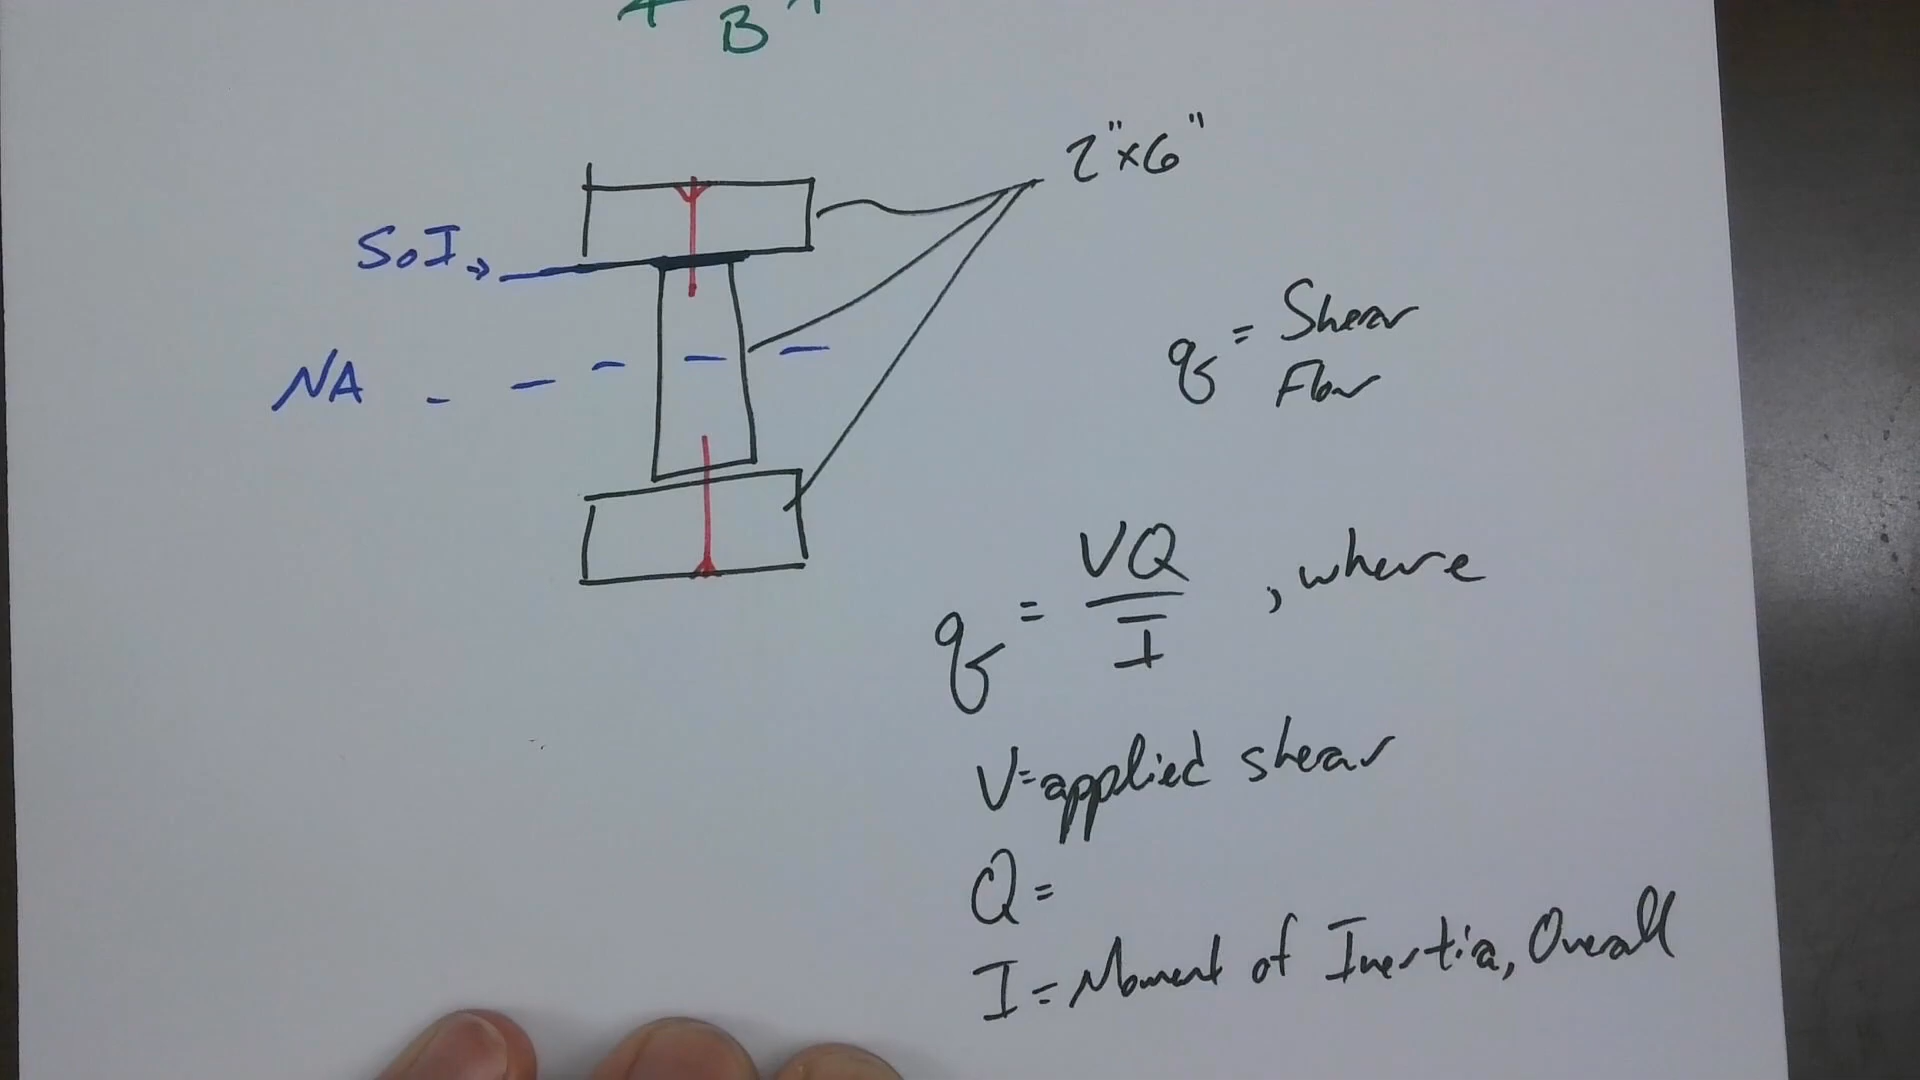 B
2"x6"
SoI
NA
q = Shear
Flow
q = VQ
I
, where
V=applied shear
Q=
I=Moment of Inertia, Overall